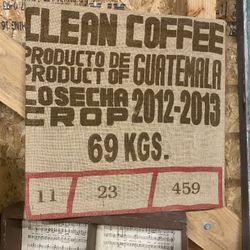 CLEAN COFFEE
PRODUCTO DE
PRODUCT OF GUATEMALA
COSECHA
CROP 2012-2013
69 KGS.
11 23 459